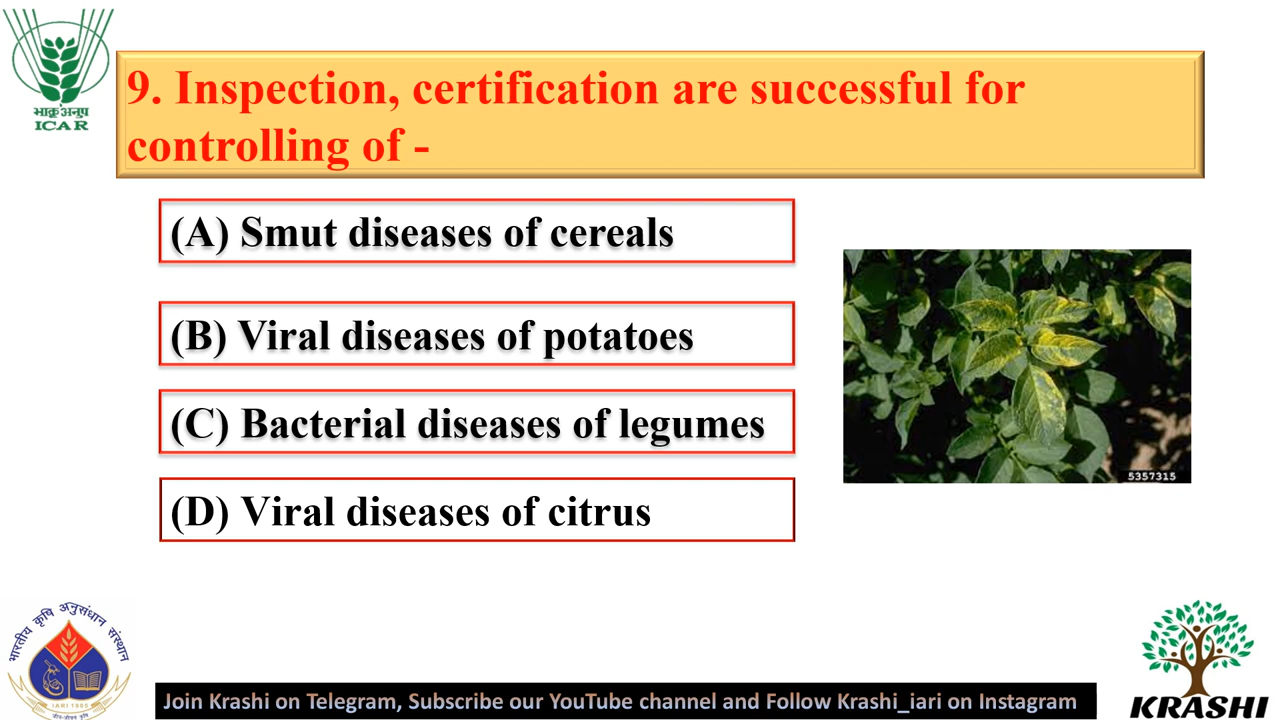 भाकृअनुप
ICAR
9. Inspection, certification are successful for
controlling of -
(A) Smut diseases of cereals
(B) Viral diseases of potatoes
(C) Bacterial diseases of legumes
(D) Viral diseases of citrus
5357315
भारतीय कृषि अनुसंधान संस्थान
IARI 1905
Join Krashi on Telegram, Subscribe our YouTube channel and Follow Krashi_iari on Instagram
KRASHI